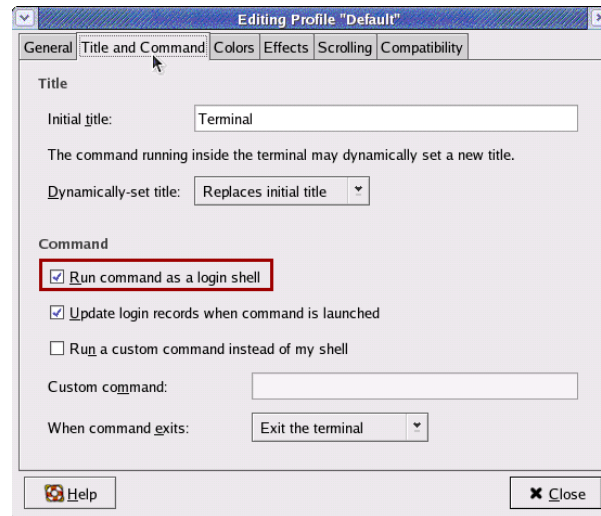 Editing Profile "Default"
General Title and Command Colors Effects Scrolling Compatibility
Title
Initial title: Terminal
The command running inside the terminal may dynamically set a new title.
Dynamically-set title: Replaces initial title
Command
Run command as a login shell
Update login records when command is launched
Run a custom command instead of my shell
Custom command:
When command exits: Exit the terminal
Help Close